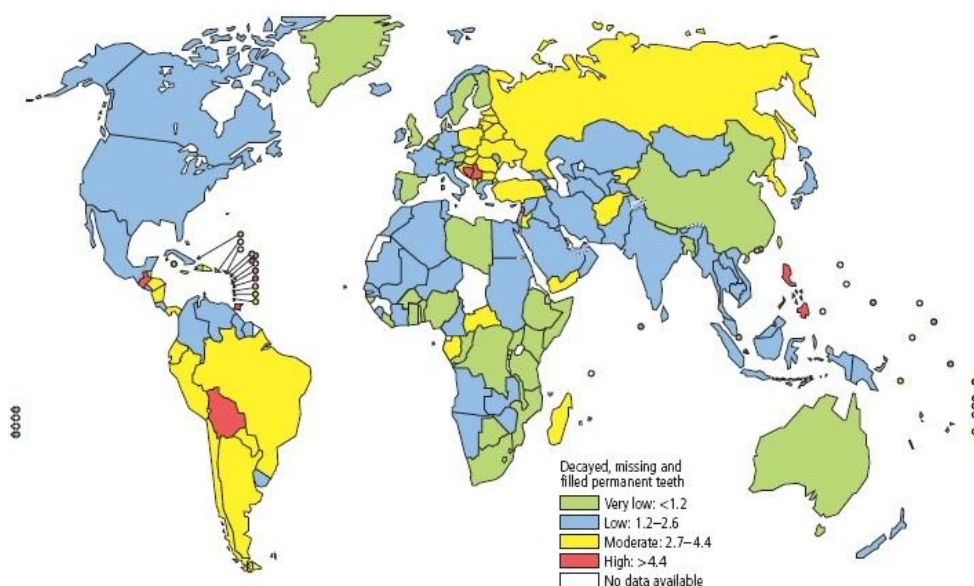 Decayed, missing and
filled permanent teeth
Very low: <1.2
Low: 1.2–2.6
Moderate: 2.7–4.4
High: >4.4
No data available